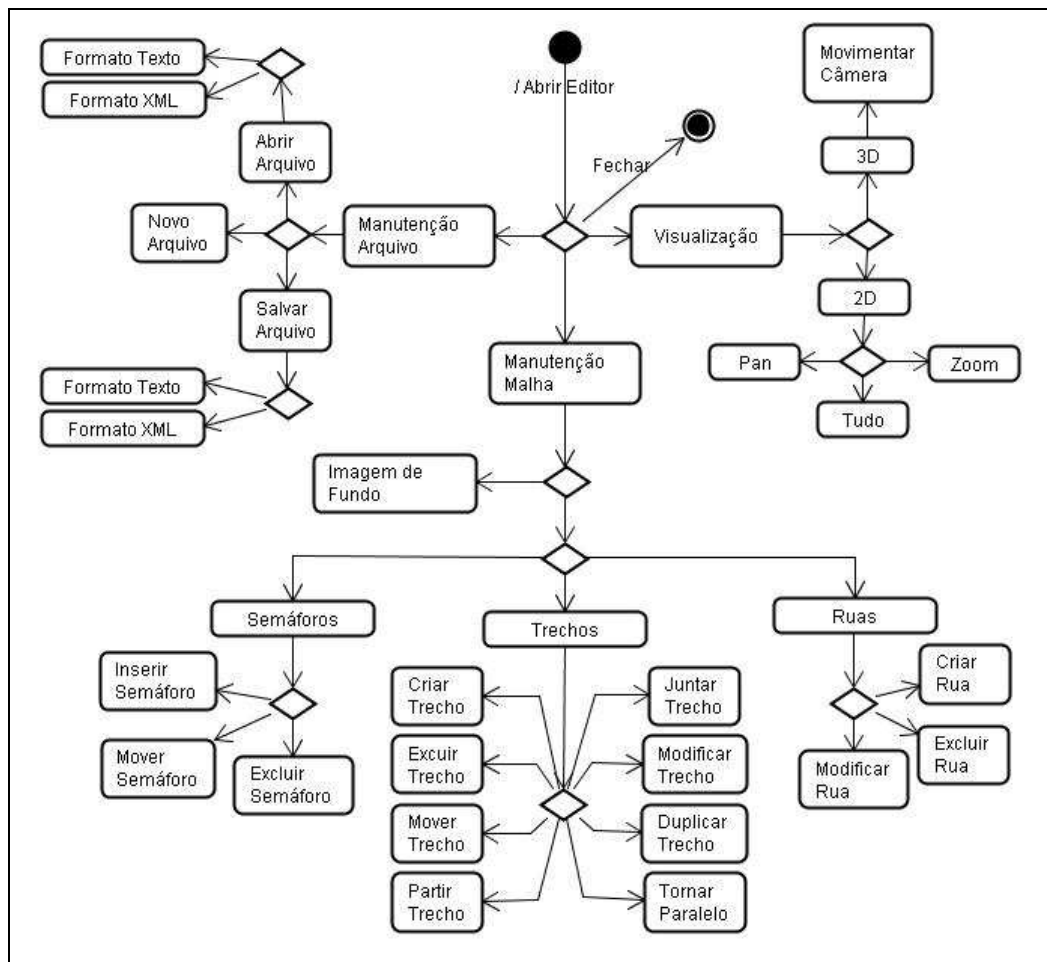 Formato Texto
Formato XML
Abrir
Arquivo
Novo
Arquivo
Manutenção
Arquivo
Salvar
Arquivo
Formato Texto
Formato XML
/ Abrir Editor
Fechar
Movimentar
Câmera
3D
Visualização
2D
Pan
Zoom
Tudo
Manutenção
Malha
Imagem de
Fundo
Semáforos
Trechos
Ruas
Inserir
Semáforo
Mover
Semáforo
Excluir
Semáforo
Criar
Trecho
Excuir
Trecho
Mover
Trecho
Partir
Trecho
Juntar
Trecho
Modificar
Trecho
Duplicar
Trecho
Tornar
Paralelo
Criar
Rua
Excluir
Rua
Modificar
Rua